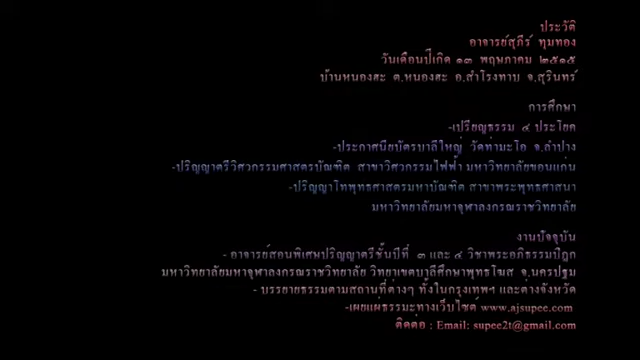 ประวัติ
อาจารย์สุภีร์ ทุมทอง
วันเดือนปีเกิด ๑๓ พฤษภาคม ๒๕๑๕
บ้านหนองฮะ ต.หนองฮะ อ.สำโรงทาบ จ.สุรินทร์
การศึกษา
-เปรียญธรรม ๔ ประโยค
-ประกาศนียบัตรบาลีใหญ่ วัดท่ามะโอ จ.ลำปาง
-ปริญญาตรีวิศวกรรมศาสตรบัณฑิต สาขาวิศวกรรมไฟฟ้า มหาวิทยาลัยขอนแก่น
-ปริญญาโทพุทธศาสตรมหาบัณฑิต สาขาพระพุทธศาสนา
มหาวิทยาลัยมหาจุฬาลงกรณราชวิทยาลัย
งานปัจจุบัน
- อาจารย์สอนพิเศษปริญญาตรีชั้นปีที่ ๓ และ ๔ วิชาพระอภิธรรมปิฎก
มหาวิทยาลัยมหาจุฬาลงกรณราชวิทยาลัย วิทยาเขตบาลีศึกษาพุทธโฆส จ.นครปฐม
- บรรยายธรรมตามสถานที่ต่างๆ ทั้งในกรุงเทพฯ และต่างจังหวัด
-เผยแผ่ธรรมะทางเว็บไซต์ www.ajsupee.com
ติดต่อ : Email: supee2t@gmail.com